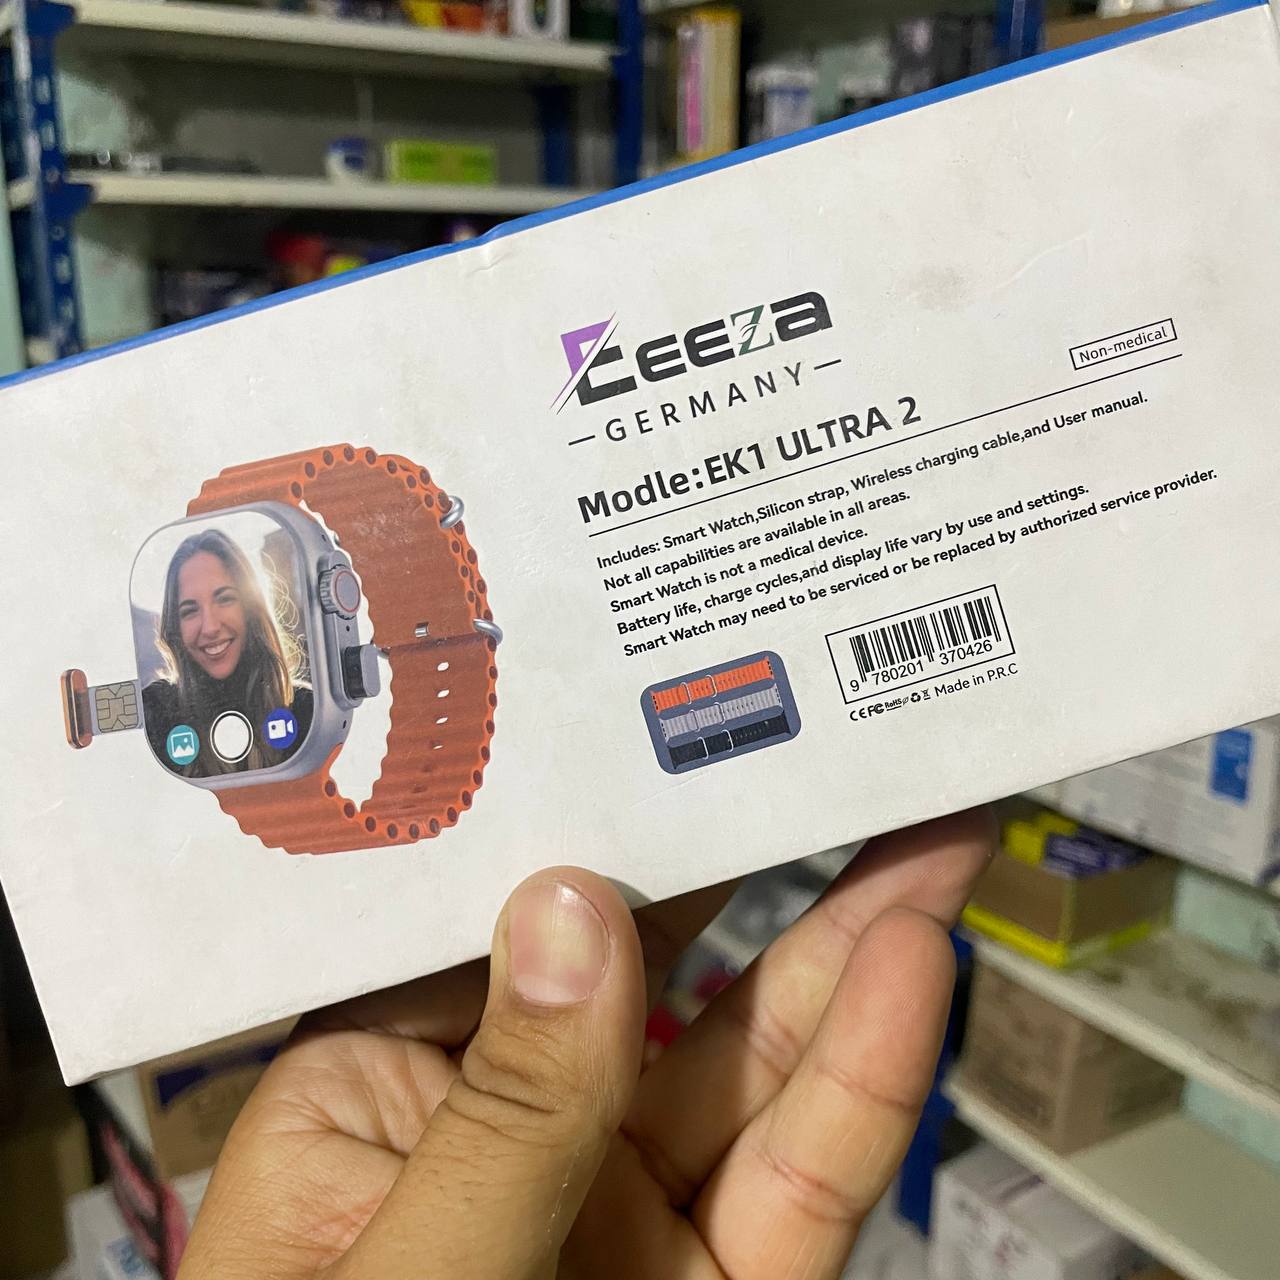 Eeeza
—GERMANY—
Non-medical
Modle:EK1 ULTRA 2
Includes: Smart Watch,Silicon strap, Wireless charging cable,and User manual.
Not all capabilities are available in all areas.
Smart Watch is not a medical device.
Battery life, charge cycles,and display life vary by use and settings.
Smart Watch may need to be serviced or be replaced by authorized service provider.
9 780201 370426
CE FC RoHS Made in P.R.C